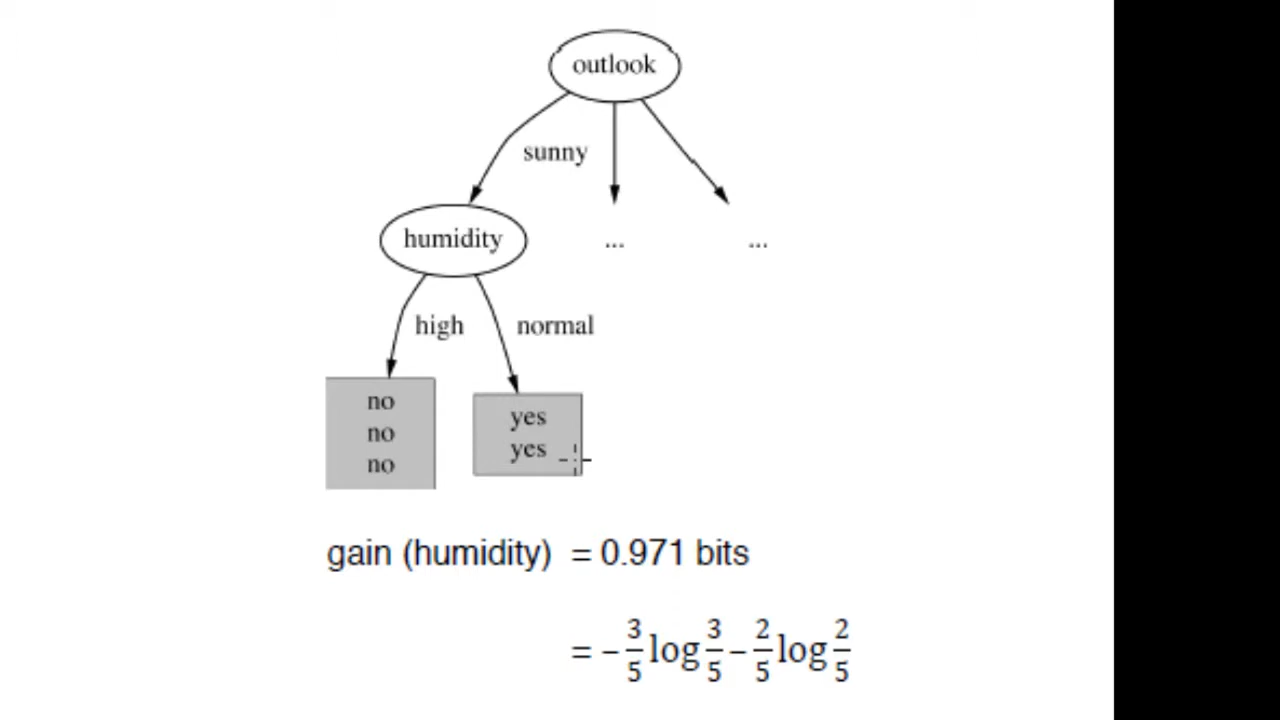 outlook
sunny
humidity
...
...
high
normal
no
no
no
yes
yes
gain (humidity) = 0.971 bits
= − 3/5 log 3/5 − 2/5 log 2/5